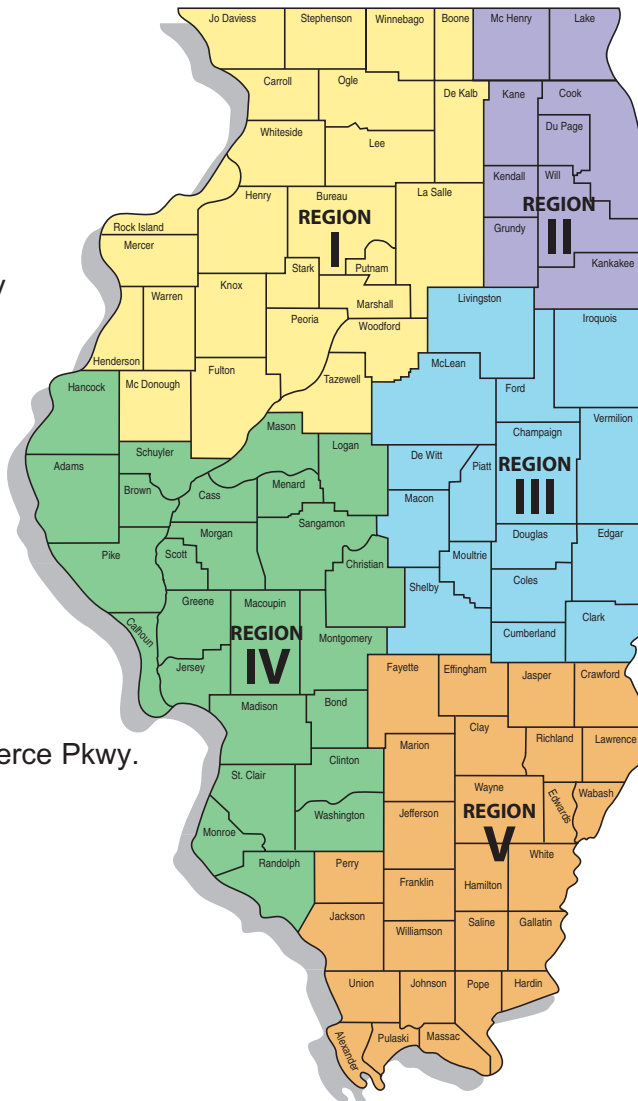 Jo Daviess
Stephenson
Winnebago
Boone
Mc Henry
Lake
Carroll
Ogle
De Kalb
Kane
Cook
Du Page
Whiteside
Lee
Kendall
Will
Henry
Bureau
La Salle
REGION
I
REGION
II
Rock Island
Grundy
Mercer
Kankakee
Stark
Putnam
y
Warren
Knox
Livingston
Marshall
Iroquois
Peoria
Woodford
Henderson
McLean
Hancock
Mc Donough
Fulton
Tazewell
Ford
Mason
Vermilion
Logan
Champaign
Schuyler
De Witt
Piatt
REGION
III
Adams
Brown
Cass
Menard
Macon
Sangamon
Morgan
Douglas
Edgar
Pike
Scott
Christian
Moultrie
Shelby
Coles
Greene
Macoupin
Clark
Calhoun
REGION
IV
Montgomery
Cumberland
Jersey
Fayette
Effingham
Jasper
Crawford
Madison
Bond
Clay
Richland
Lawrence
Marion
erce Pkwy.
Clinton
St. Clair
Wayne
Edwards
Wabash
Washington
Jefferson
REGION
V
Monroe
White
Randolph
Perry
Franklin
Hamilton
Jackson
Williamson
Saline
Gallatin
Union
Johnson
Pope
Hardin
Alexander
Pulaski
Massac